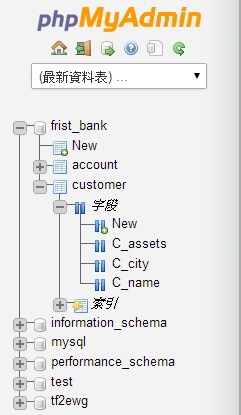 phpMyAdmin
(最新資料表) ...
frist_bank
New
account
customer
字段
New
C_assets
C_city
C_name
索引
information_schema
mysql
performance_schema
test
tf2ewg